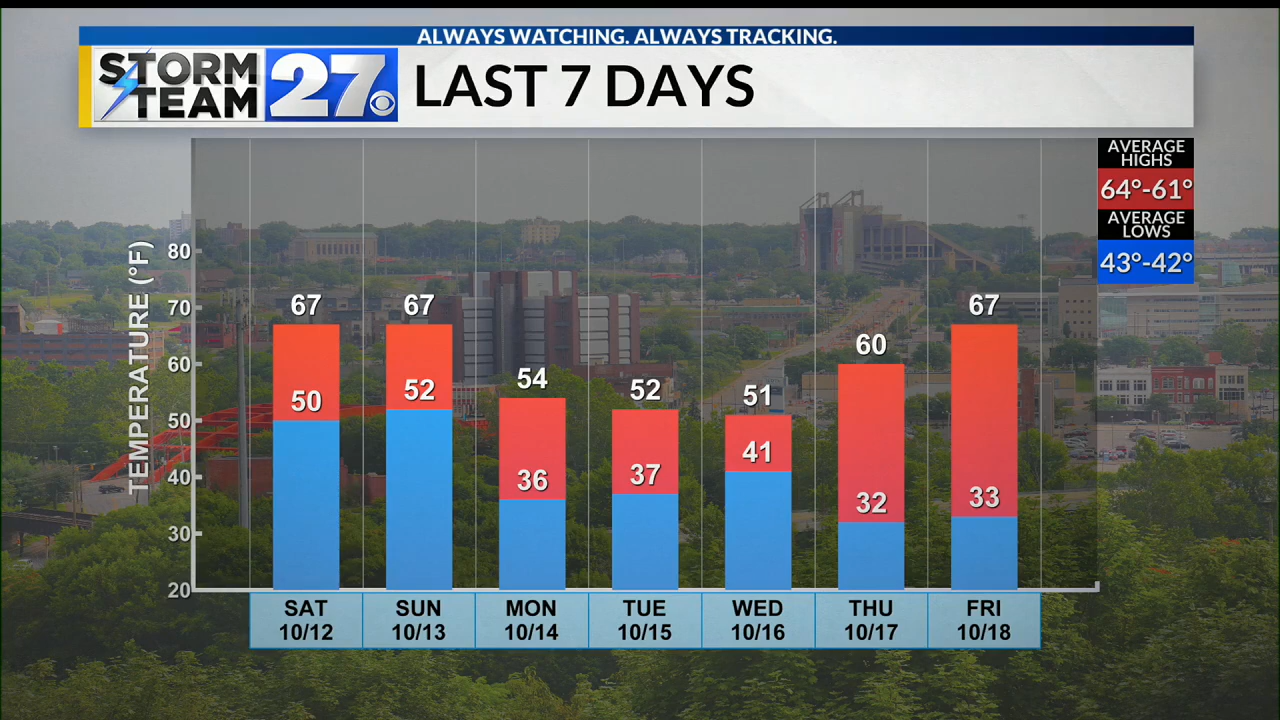 ALWAYS WATCHING. ALWAYS TRACKING.
STORM
TEAM
27
LAST 7 DAYS
AVERAGE
HIGHS
64°-61°
AVERAGE
LOWS
43°-42°
TEMPERATURE (°F)
80
70
60
50
40
30
20
67
67
54
52
51
60
67
50
52
36
37
41
32
33
SAT
10/12
SUN
10/13
MON
10/14
TUE
10/15
WED
10/16
THU
10/17
FRI
10/18